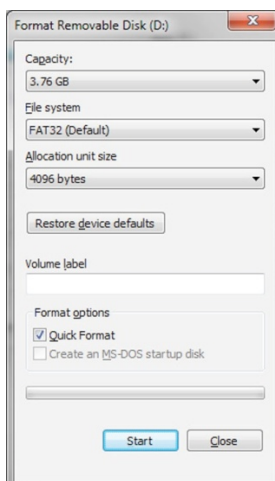 Format Removable Disk (D:)
Capacity:
3.76 GB
File system
FAT32 (Default)
Allocation unit size
4096 bytes
Restore device defaults
Volume label
Format options
Quick Format
Create an MS-DOS startup disk
Start
Close